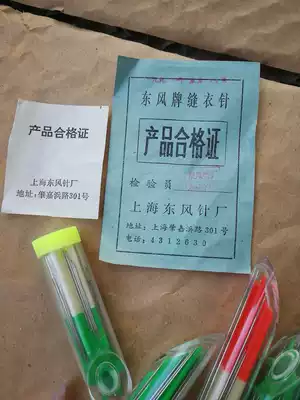 产品合格证
上海东风针厂
地址:肇嘉浜路391号
东风牌缝衣针
产品合格证
检验员
上海东风针厂
地址:上海肇嘉浜路391号
电话:4312639